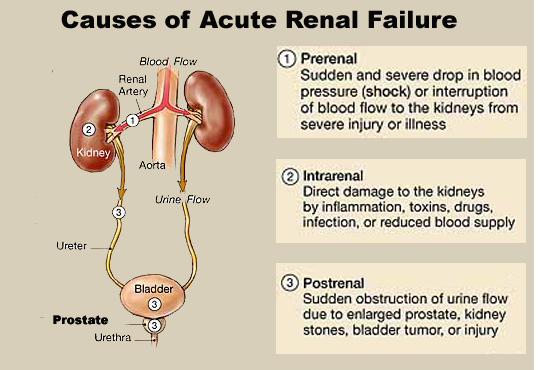 Causes of Acute Renal Failure
Blood Flow
Renal
Artery
1
2
Kidney
Aorta
Urine Flow
3
Ureter
Bladder
3
Prostate
3
Urethra
1 Prerenal
Sudden and severe drop in blood
pressure (shock) or interruption
of blood flow to the kidneys from
severe injury or illness
2 Intrarenal
Direct damage to the kidneys
by inflammation, toxins, drugs,
infection, or reduced blood supply
3 Postrenal
Sudden obstruction of urine flow
due to enlarged prostate, kidney
stones, bladder tumor, or injury